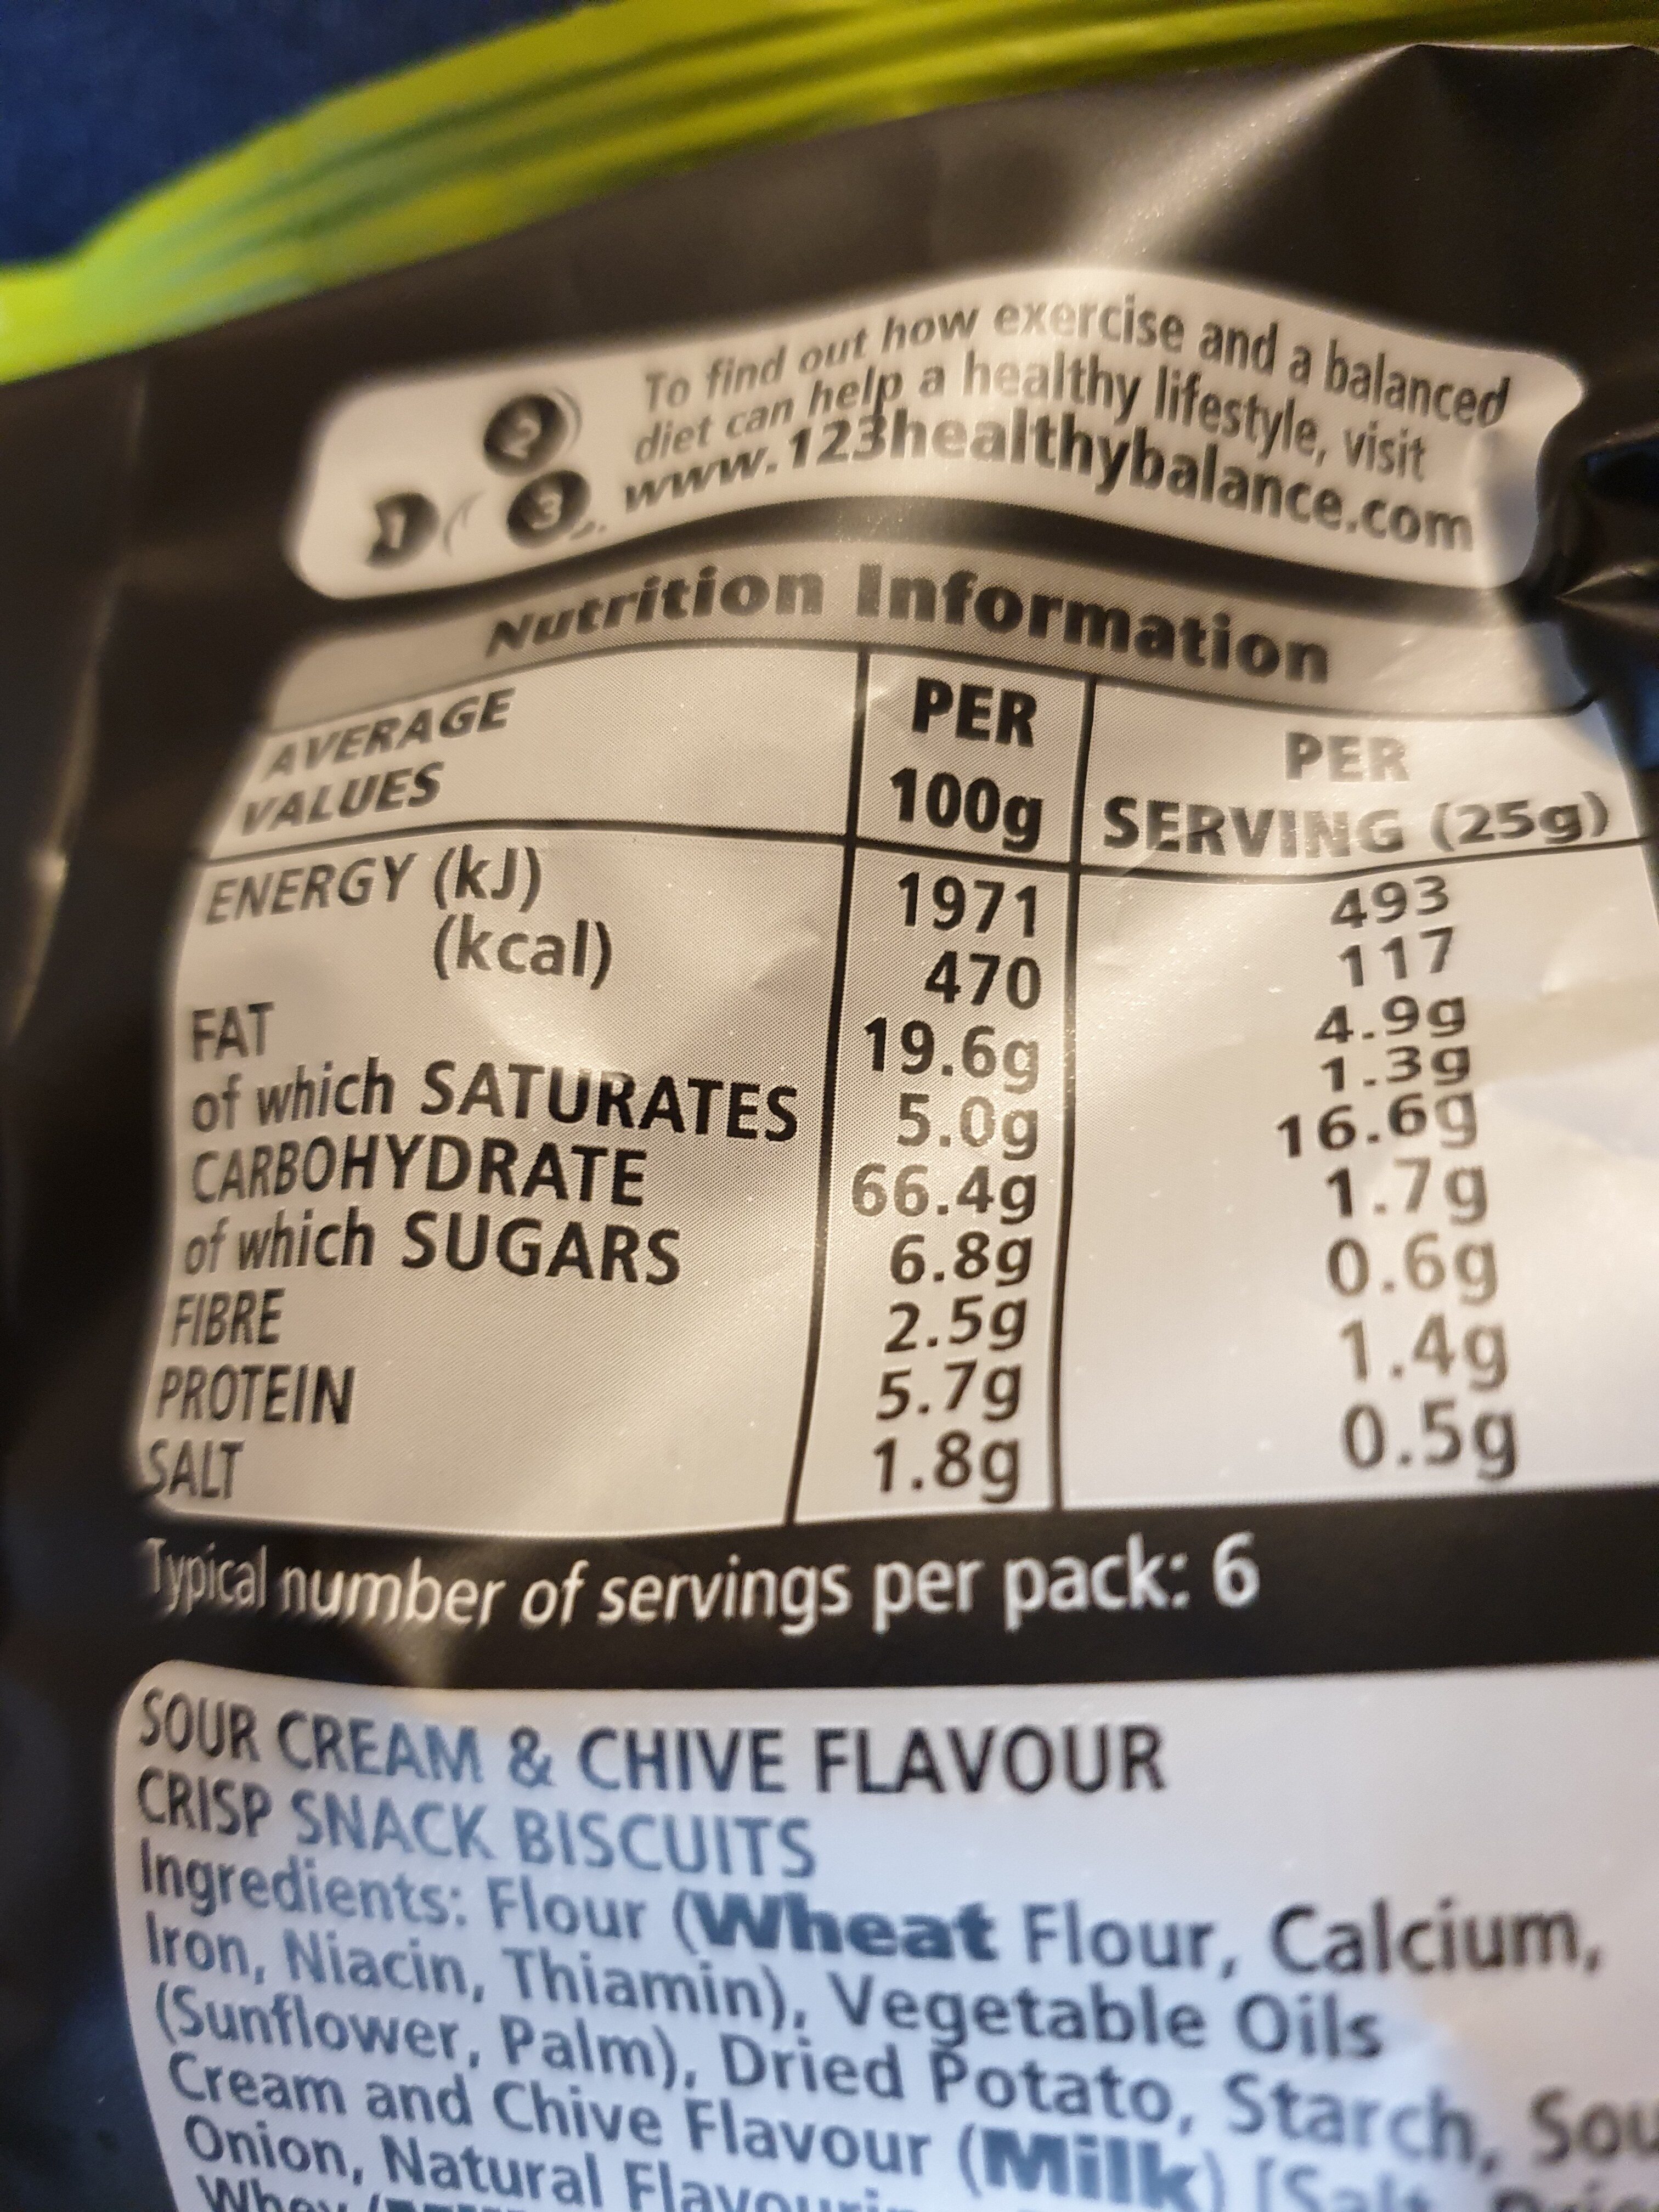 To find out how exercise and a balanced
diet can help a healthy lifestyle, visit
www.123healthybalance.com
1 2 3
Nutrition Information
AVERAGE VALUES PER 100g PER SERVING (25g)
ENERGY (kJ) 1971 493
(kcal) 470 117
FAT 19.6g 4.9g
of which SATURATES 5.0g 1.3g
CARBOHYDRATE 66.4g 16.6g
of which SUGARS 6.8g 1.7g
FIBRE 2.5g 0.6g
PROTEIN 5.7g 1.4g
SALT 1.8g 0.5g
Typical number of servings per pack: 6
SOUR CREAM & CHIVE FLAVOUR
CRISP SNACK BISCUITS
Ingredients: Flour (Wheat Flour, Calcium,
Iron, Niacin, Thiamin), Vegetable Oils
(Sunflower, Palm), Dried Potato, Starch, Sou
Cream and Chive Flavour (Milk) [Salt,
Onion, Natural